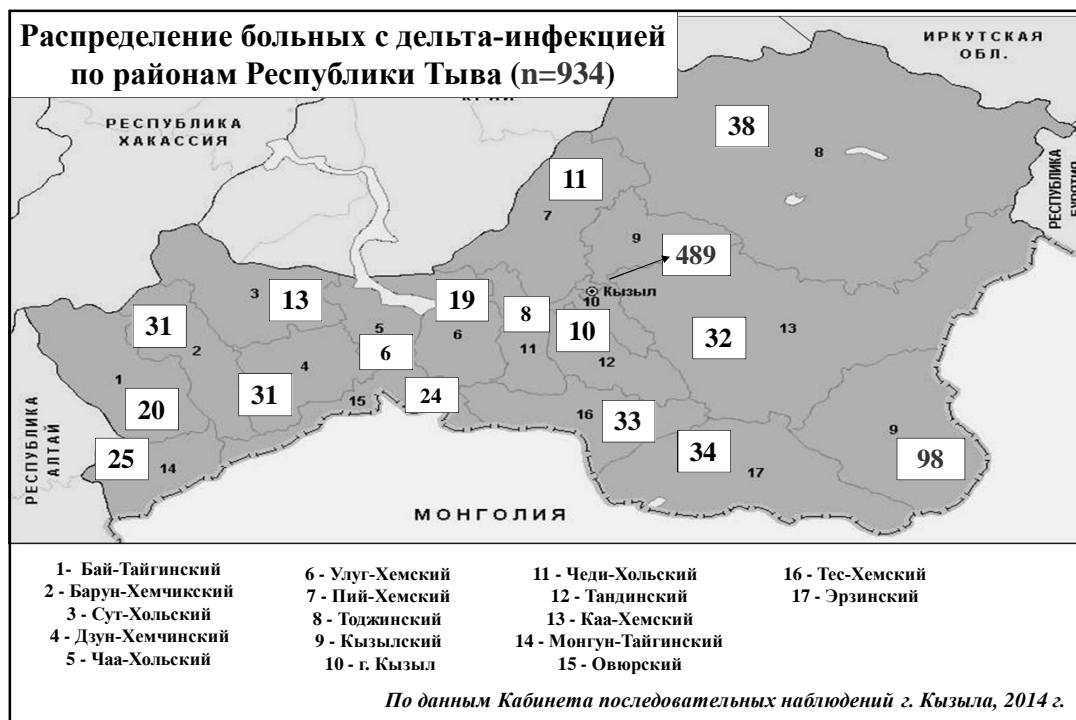 Распределение больных с дельта-инфекцией
по районам Республики Тыва (n=934)
ИРКУТСКАЯ
ОБЛ.
КРАЙ
РЕСПУБЛИКА
ХАКАССИЯ
38
8
РЕСПУБЛИКА
БУРЯТИЯ
11
7
9
489
3
13
19
Кызыл
10
31
5
8
10
6
32
13
2
6
11
12
1
4
31
24
15
20
16
33
9
РЕСПУБЛИКА
АЛТАЙ
25
14
34
17
98
МОНГОЛИЯ
1- Бай-Тайгинский
2 - Барун-Хемчикский
3 - Сут-Хольский
4 - Дзун-Хемчинский
5 - Чаа-Хольский
6 - Улуг-Хемский
7 - Пий-Хемский
8 - Тоджинский
9 - Кызылский
10 - г. Кызыл
11 - Чеди-Хольский
12 - Тандинский
13 - Каа-Хемский
14 - Монгун-Тайгинский
15 - Овюрский
16 - Тес-Хемский
17 - Эрзинский
По данным Кабинета последовательных наблюдений г. Кызыла, 2014 г.